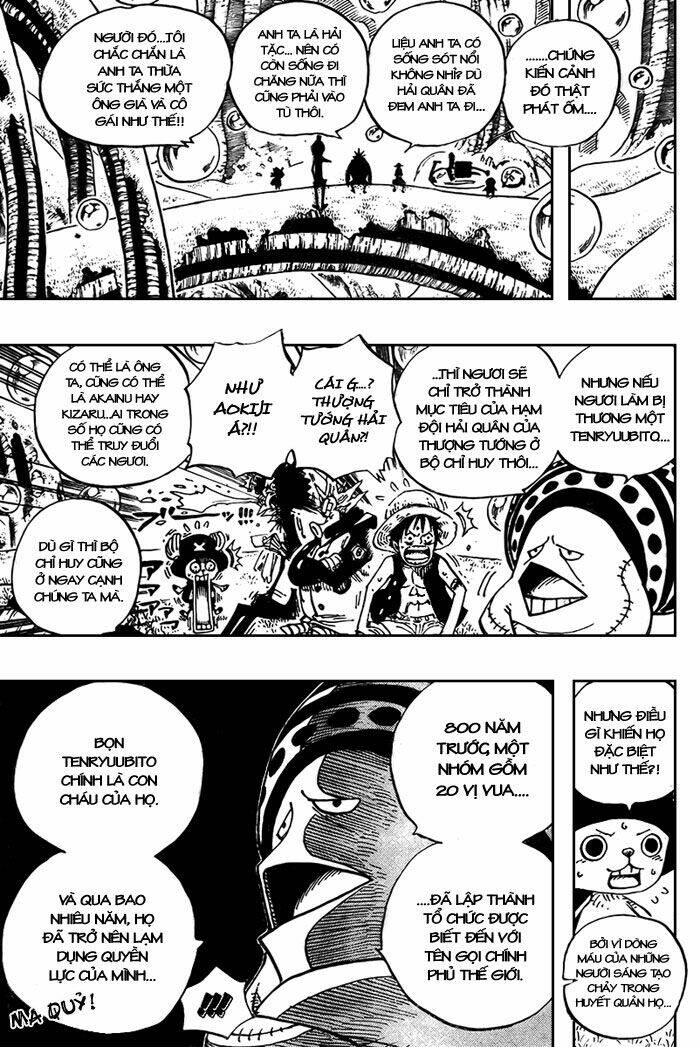 ........CHỨNG
KIẾN CẢNH
ĐÓ THẬT
PHÁT ỐM....
LIỆU ANH TA
CÓ SỐNG
SÓT NỔI
KHÔNG NHỈ? DÙ
HẢI QUÂN ĐÃ
ĐEM ANH TA ĐI...
ANH TA LÀ HẢI
TẶC... NÊN CÓ
CÒN SỐNG ĐI
CHĂNG NỮA THÌ
CŨNG PHẢI VÀO
TÙ THÔI.
NGƯỜI ĐÓ...TÔI
CHẮC CHẮN LÀ
ANH TA THỪA
SỨC THẮNG MỘT
ÔNG GIÀ VÀ CÔ
GÁI NHƯ THẾ!!
NHƯNG NẾU
NGƯƠI LÀM BỊ
THƯƠNG MỘT
TENRYUUBITO...
...THÌ NGƯƠI SẼ
CHỈ TRỞ THÀNH
MỤC TIÊU CỦA HẠM
ĐỘI HẢI QUÂN CỦA
THƯỢNG TƯỚNG Ở
BỘ CHỈ HUY THÔI...
CÁI G...?
THƯỢNG
TƯỚNG HẢI
QUÂN?!
NHƯ
AOKIJI
Á?!!
CÓ THỂ LÀ ÔNG
TA, CŨNG CÓ THỂ
LÀ AKAINU HAY
KIZARU..AI TRONG
SỐ HỌ CŨNG CÓ
THỂ TRUY ĐUỔI
CÁC NGƯƠI.
DÙ GÌ THÌ BỘ
CHỈ HUY CŨNG
Ở NGAY CẠNH
CHÚNG TA MÀ.
NHƯNG ĐIỀU
GÌ KHIẾN HỌ
ĐẶC BIỆT
NHƯ THẾ?!
BỞI VÌ DÒNG
MÁU CỦA NHỮNG
NGƯỜI SÁNG TẠO
CHẢY TRONG
HUYẾT QUẢN HỌ...
800 NĂM
TRƯỚC, MỘT
NHÓM GỒM
20 VỊ VUA....
....ĐÃ LẬP THÀNH
TỔ CHỨC ĐƯỢC
BIẾT ĐẾN VỚI
TÊN GỌI CHÍNH
PHỦ THẾ GIỚI.
BỌN
TENRYUUBITO
CHÍNH LÀ CON
CHÁU CỦA HỌ.
VÀ QUA BAO
NHIÊU NĂM, HỌ
ĐÃ TRỞ NÊN LẠM
DỤNG QUYỀN
LỰC CỦA MÌNH...
!!!
MA QUỶ!